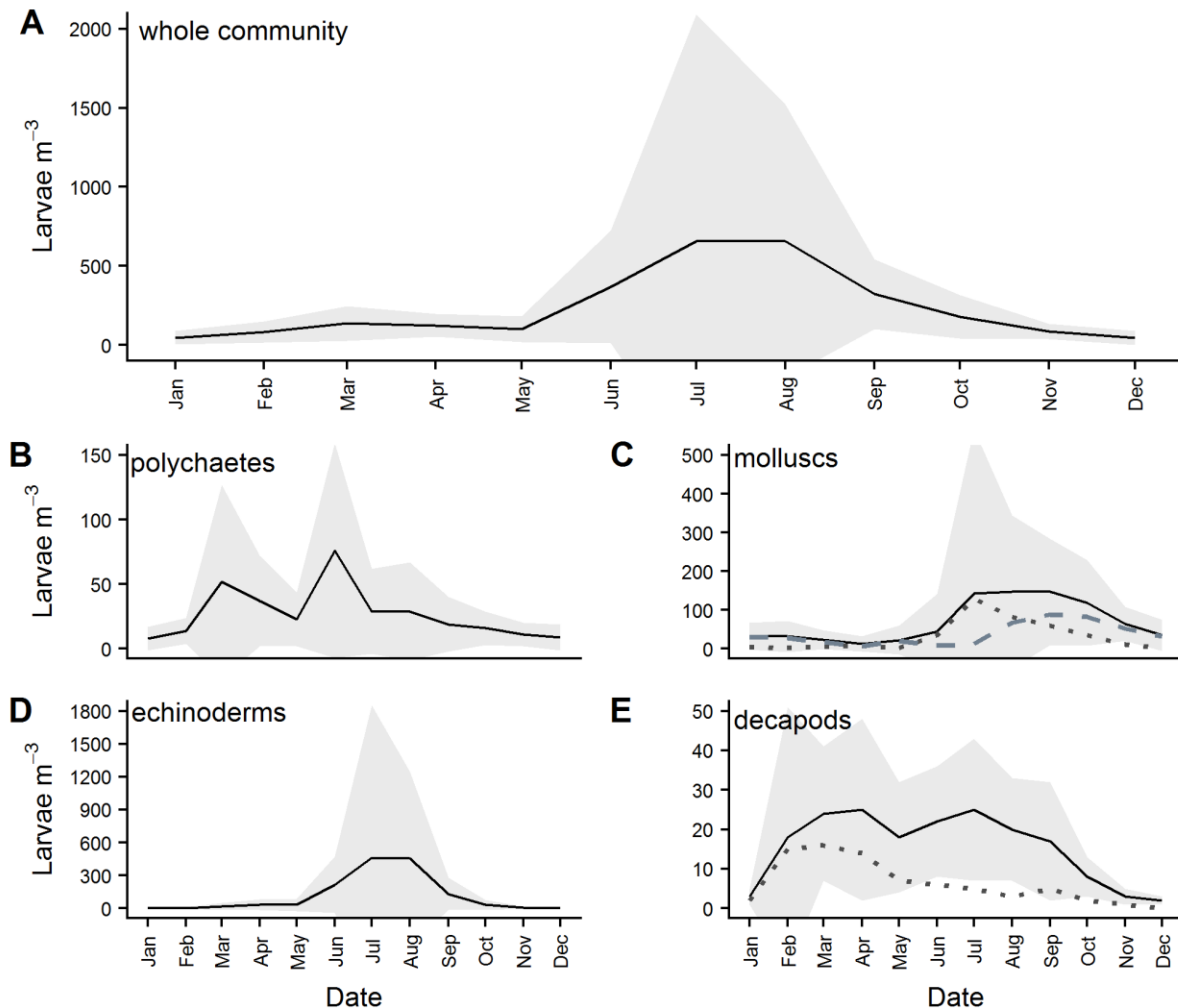 A
whole community
Larvae m⁻³
2000
1500
1000
500
0
Jan Feb Mar Apr May Jun Jul Aug Sep Oct Nov Dec
B
polychaetes
Larvae m⁻³
150
100
50
0
C
molluscs
500
400
300
200
100
0
D
echinoderms
Larvae m⁻³
1800
1500
1200
900
600
300
0
Jan Feb Mar Apr May Jun Jul Aug Sep Oct Nov Dec
Date
E
decapods
50
40
30
20
10
0
Jan Feb Mar Apr May Jun Jul Aug Sep Oct Nov Dec
Date